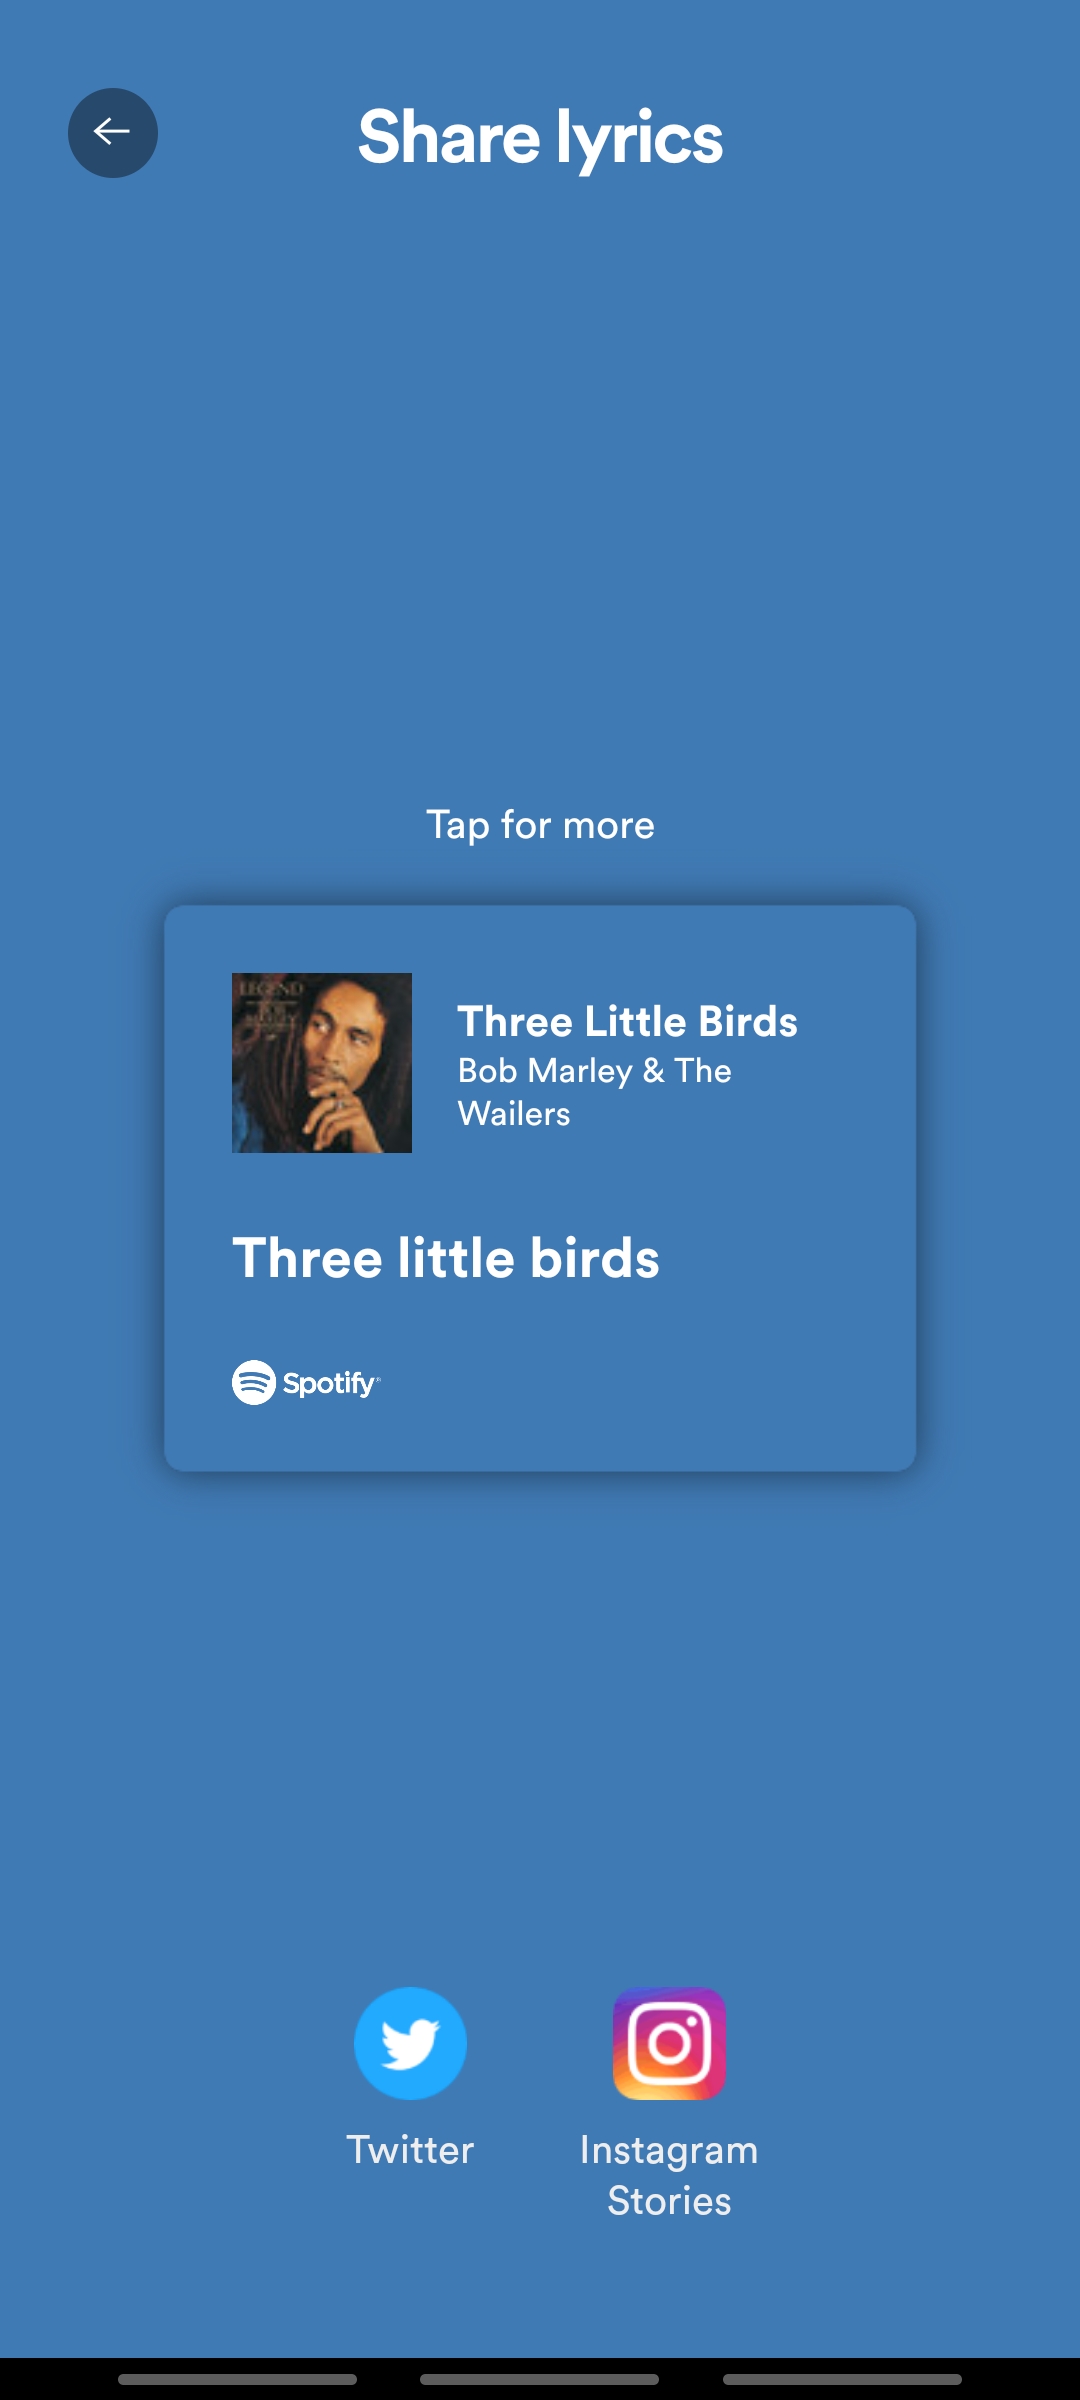 Share lyrics
Tap for more
LEGEND
Three Little Birds
Bob Marley & The
Wailers
Three little birds
Spotify
Twitter
Instagram
Stories